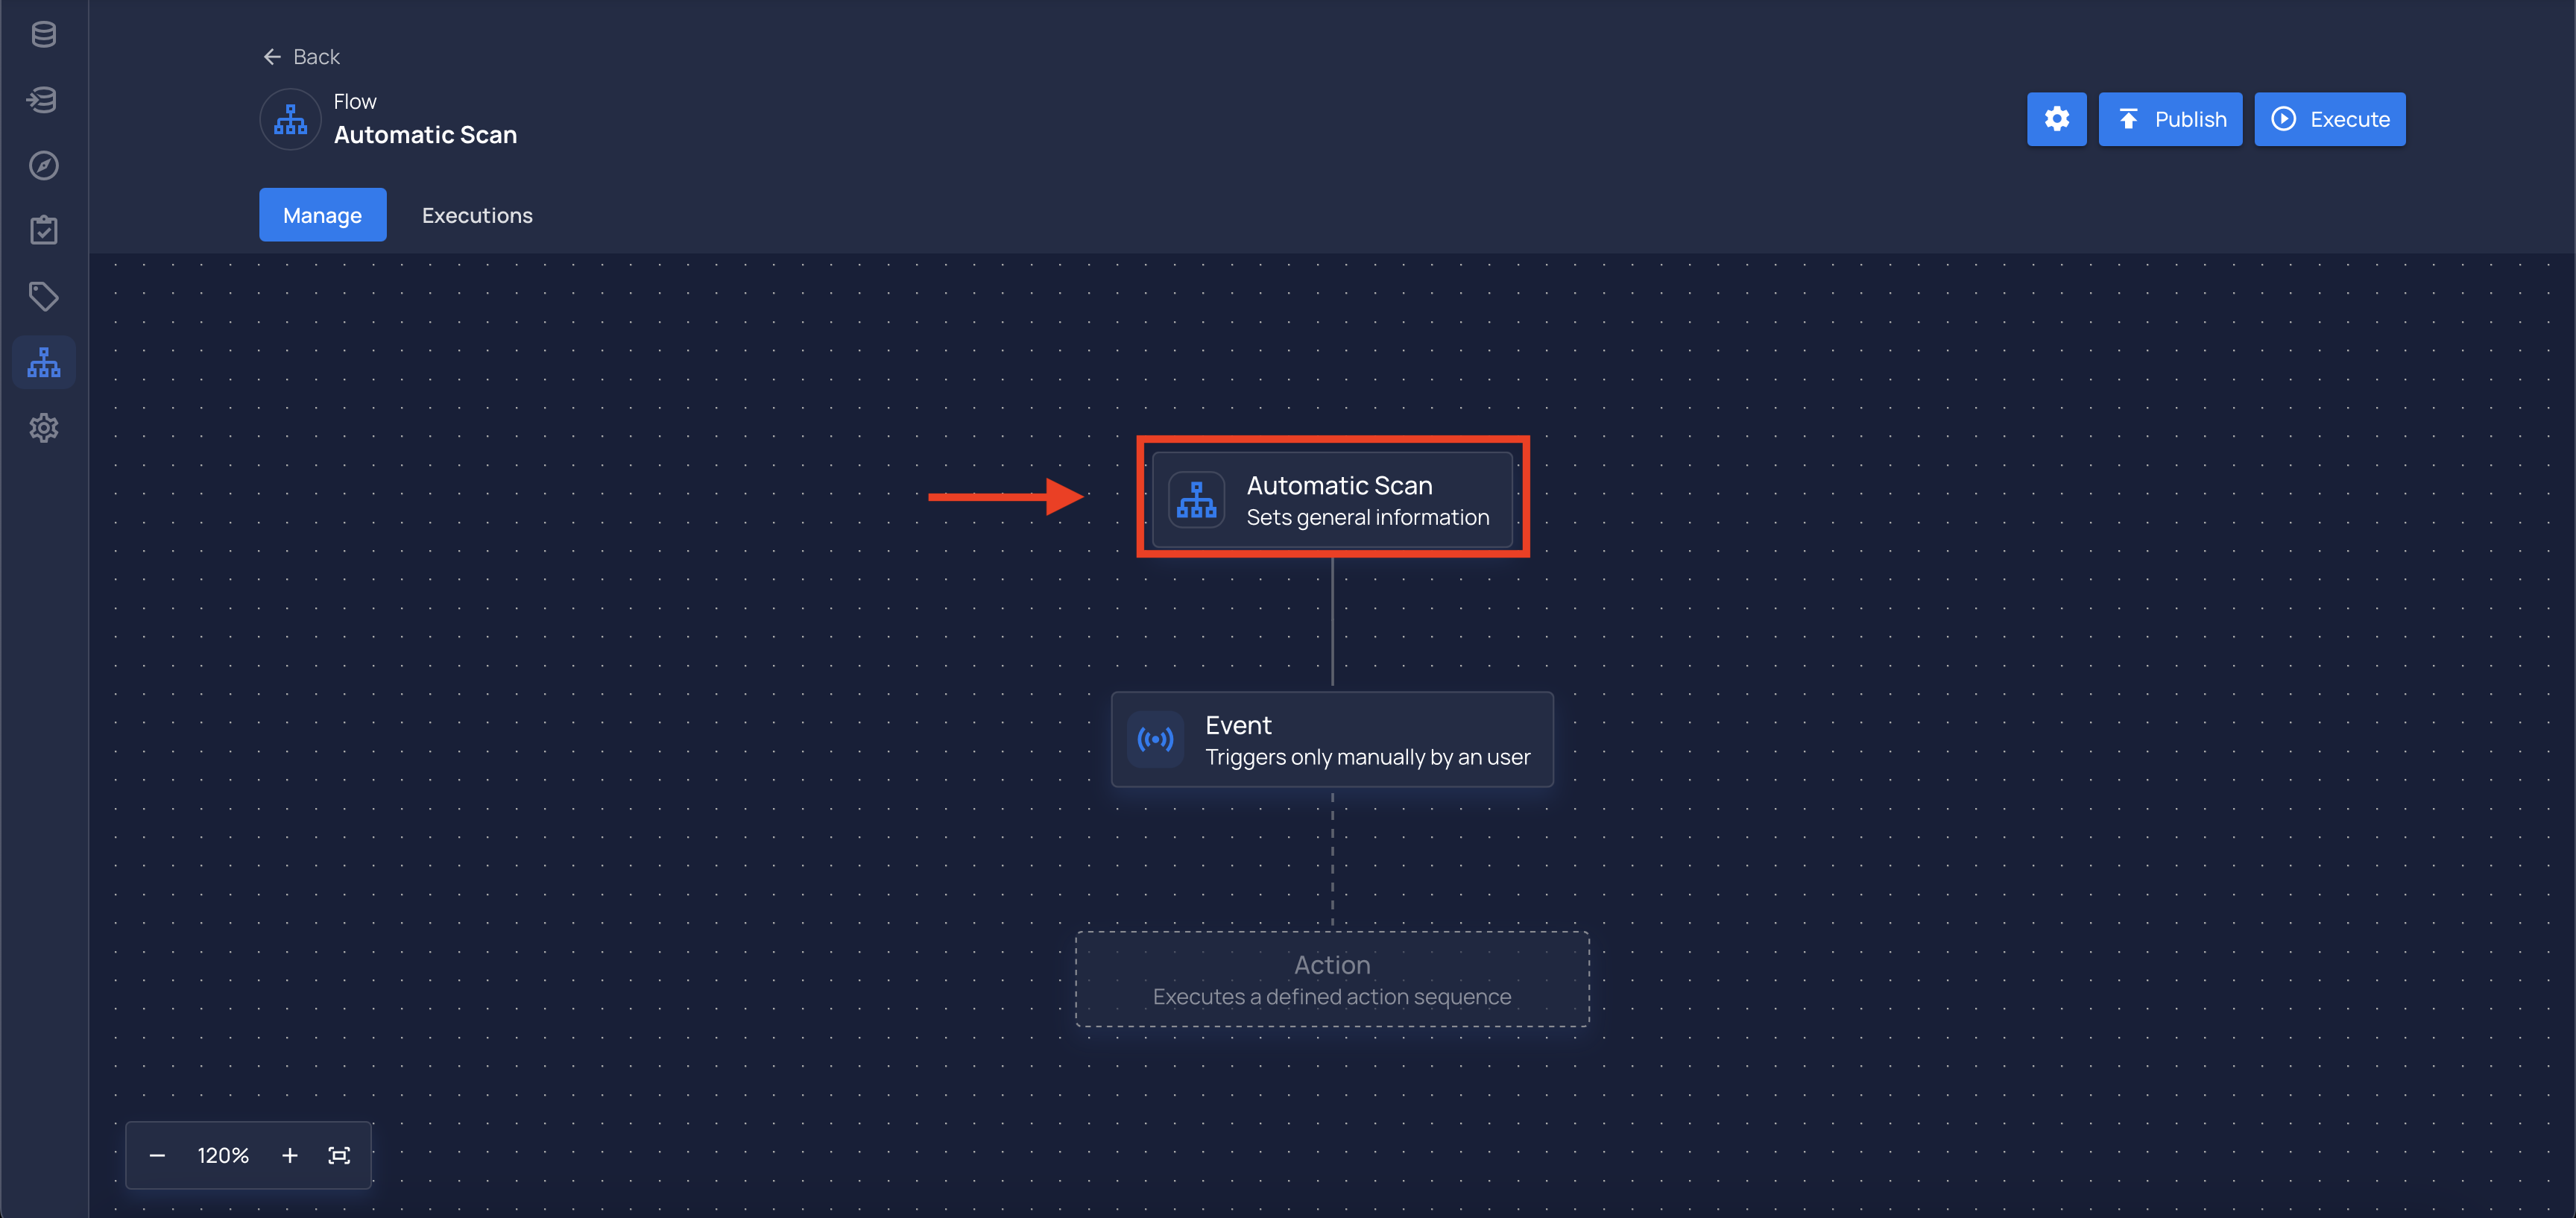 Back
Flow
Automatic Scan
Publish
Execute
Manage
Executions
Automatic Scan
Sets general information
Event
Triggers only manually by an user
Action
Executes a defined action sequence
120%